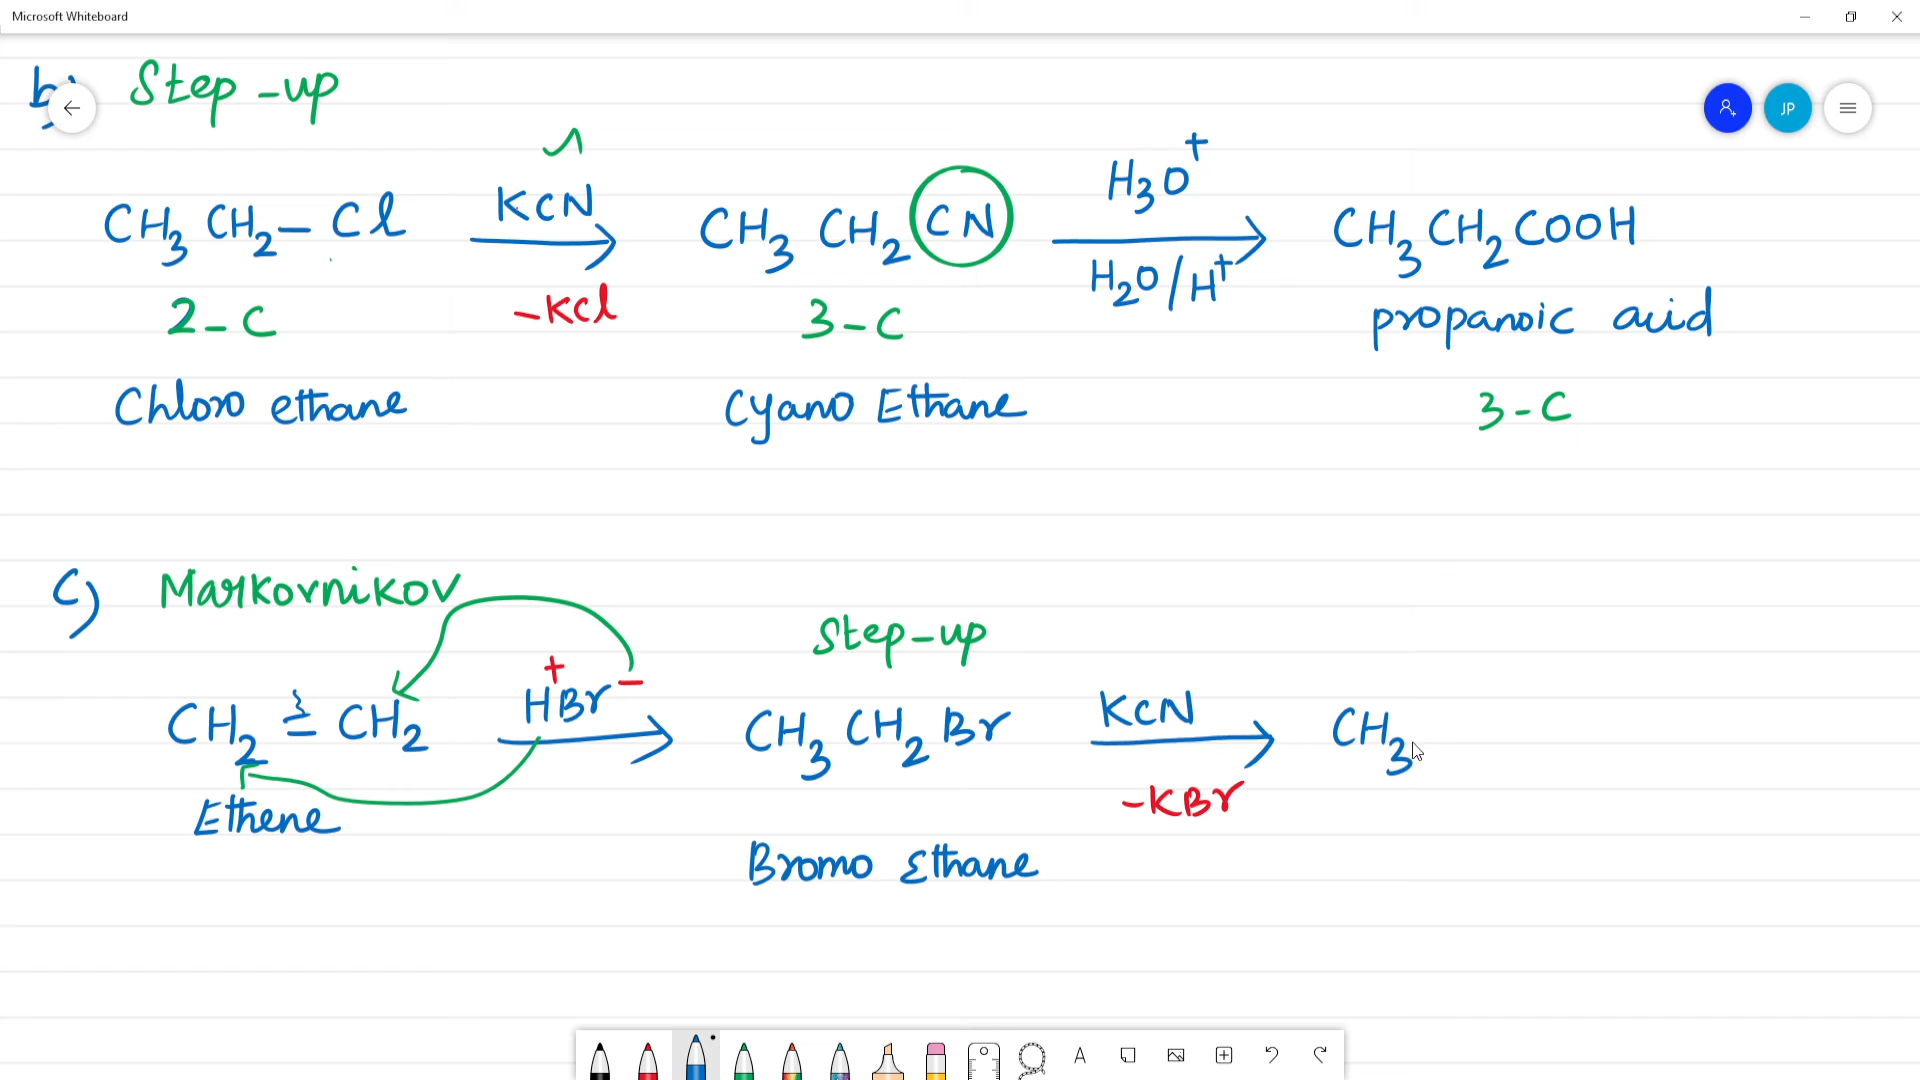 Microsoft Whiteboard
b) Step-up
JP
CH3 CH2 – Cl KCN –KCl CH3 CH2 CN H3O+ H2O/H+ CH3 CH2 COOH
2-C 3-C propanoic acid
Chloro ethane Cyano Ethane 3-C
C) Markornikov
Step-up
CH2 = CH2 H+Br– CH3 CH2 Br KCN –KBr CH3
Ethene
Bromo Ethane